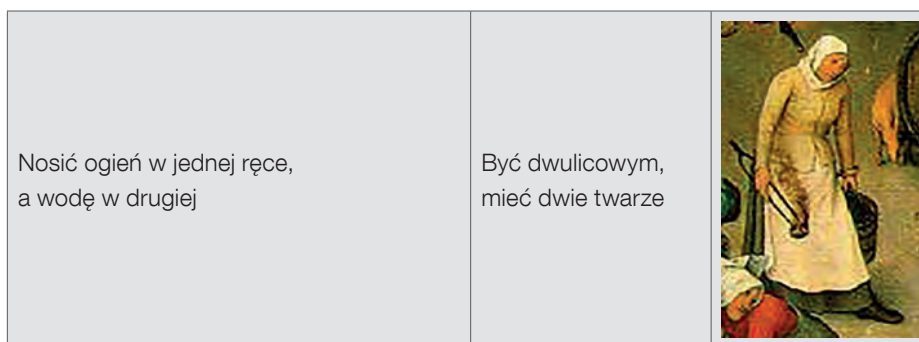 Nosić ogień w jednej ręce,
a wodę w drugiej
Być dwulicowym,
mieć dwie twarze